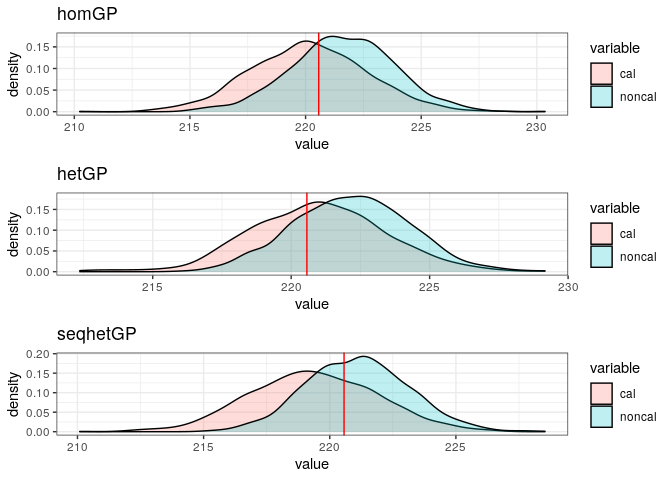 homGP
density
0.15
0.10
0.05
0.00
210
215
220
225
230
value
variable
cal
noncal
hetGP
density
0.15
0.10
0.05
0.00
215
220
225
230
value
variable
cal
noncal
seqhetGP
density
0.20
0.15
0.10
0.05
0.00
210
215
220
225
value
variable
cal
noncal